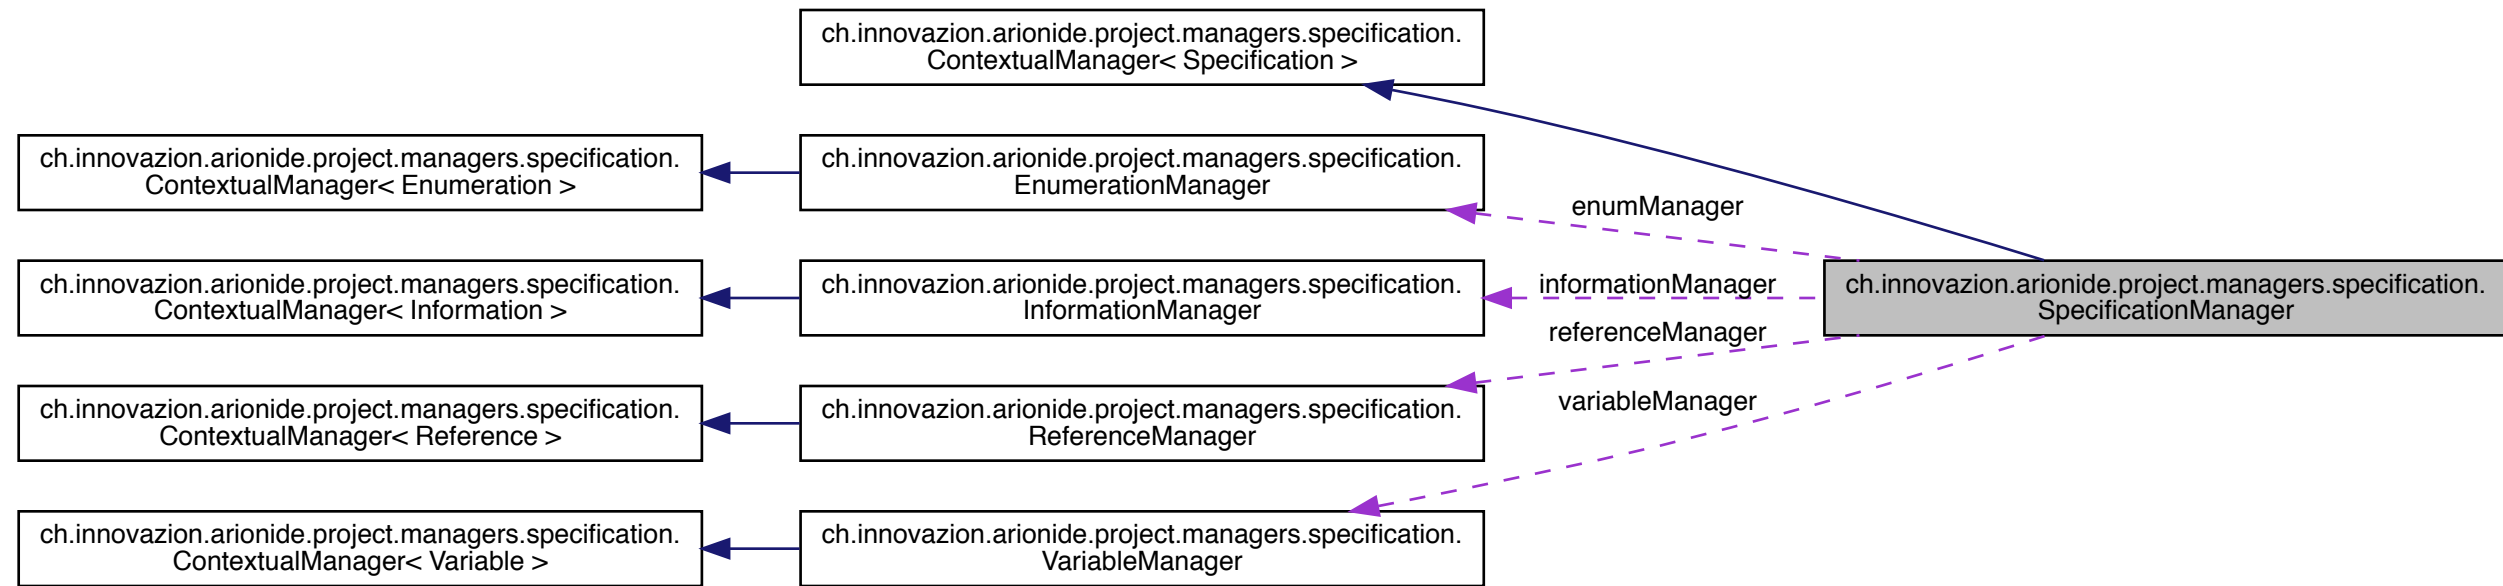 ch.innovazion.arionide.project.managers.specification.
ContextualManager< Specification >
ch.innovazion.arionide.project.managers.specification.
ContextualManager< Enumeration >
ch.innovazion.arionide.project.managers.specification.
EnumerationManager
enumManager
ch.innovazion.arionide.project.managers.specification.
ContextualManager< Information >
ch.innovazion.arionide.project.managers.specification.
InformationManager
informationManager
ch.innovazion.arionide.project.managers.specification.
SpecificationManager
referenceManager
ch.innovazion.arionide.project.managers.specification.
ContextualManager< Reference >
ch.innovazion.arionide.project.managers.specification.
ReferenceManager
variableManager
ch.innovazion.arionide.project.managers.specification.
ContextualManager< Variable >
ch.innovazion.arionide.project.managers.specification.
VariableManager